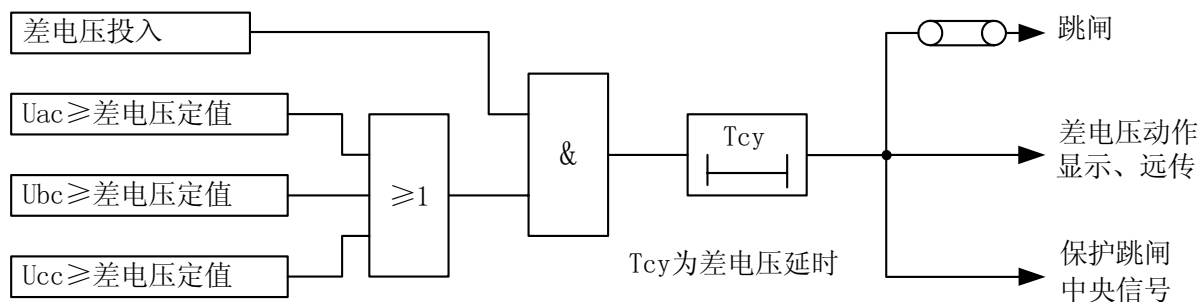 差电压投入
跳闸
Uac≥差电压定值
Ubc≥差电压定值
Ucc≥差电压定值
≥1
&
Tcy
差电压动作
显示、远传
Tcy为差电压延时
保护跳闸
中央信号